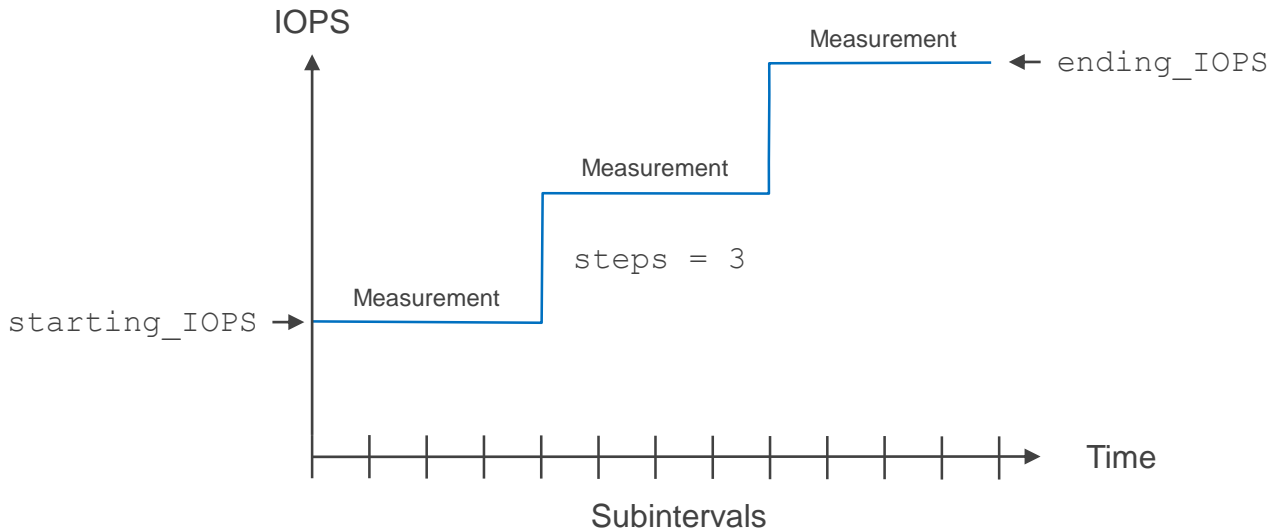 IOPS
Measurement
ending_IOPS
Measurement
steps = 3
Measurement
starting_IOPS
Time
Subintervals